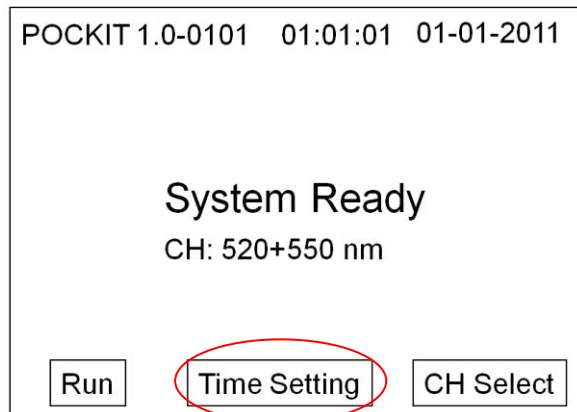 POCKIT 1.0-0101 01:01:01 01-01-2011
System Ready
CH: 520+550 nm
Run Time Setting CH Select